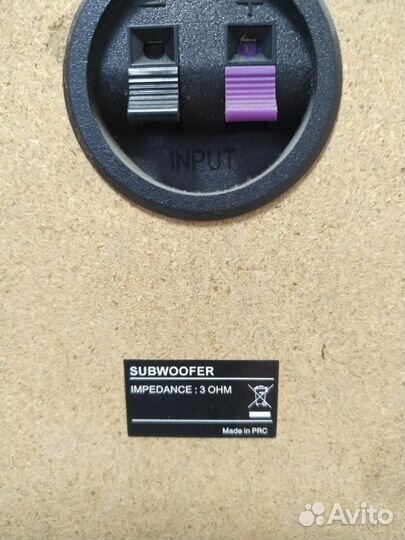 − +
INPUT
SUBWOOFER
IMPEDANCE : 3 OHM
Made in PRC
Avito